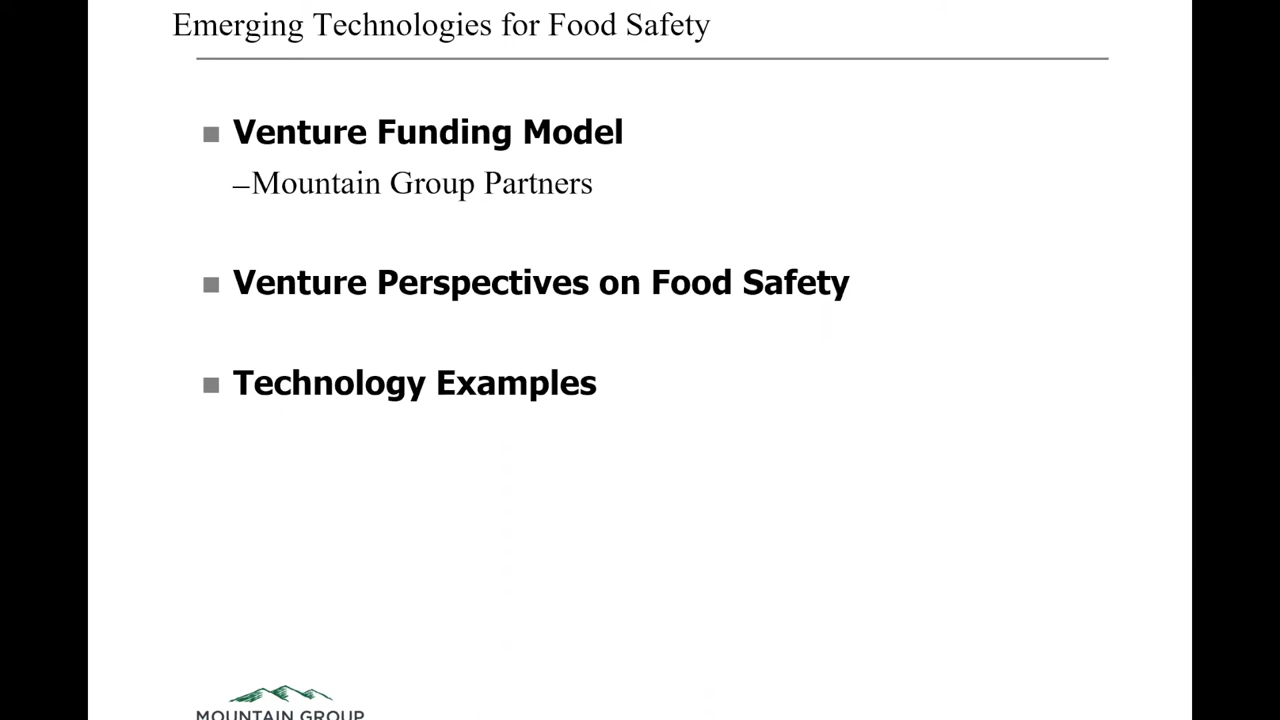 Emerging Technologies for Food Safety
Venture Funding Model
–Mountain Group Partners
Venture Perspectives on Food Safety
Technology Examples
MOUNTAIN GROUP